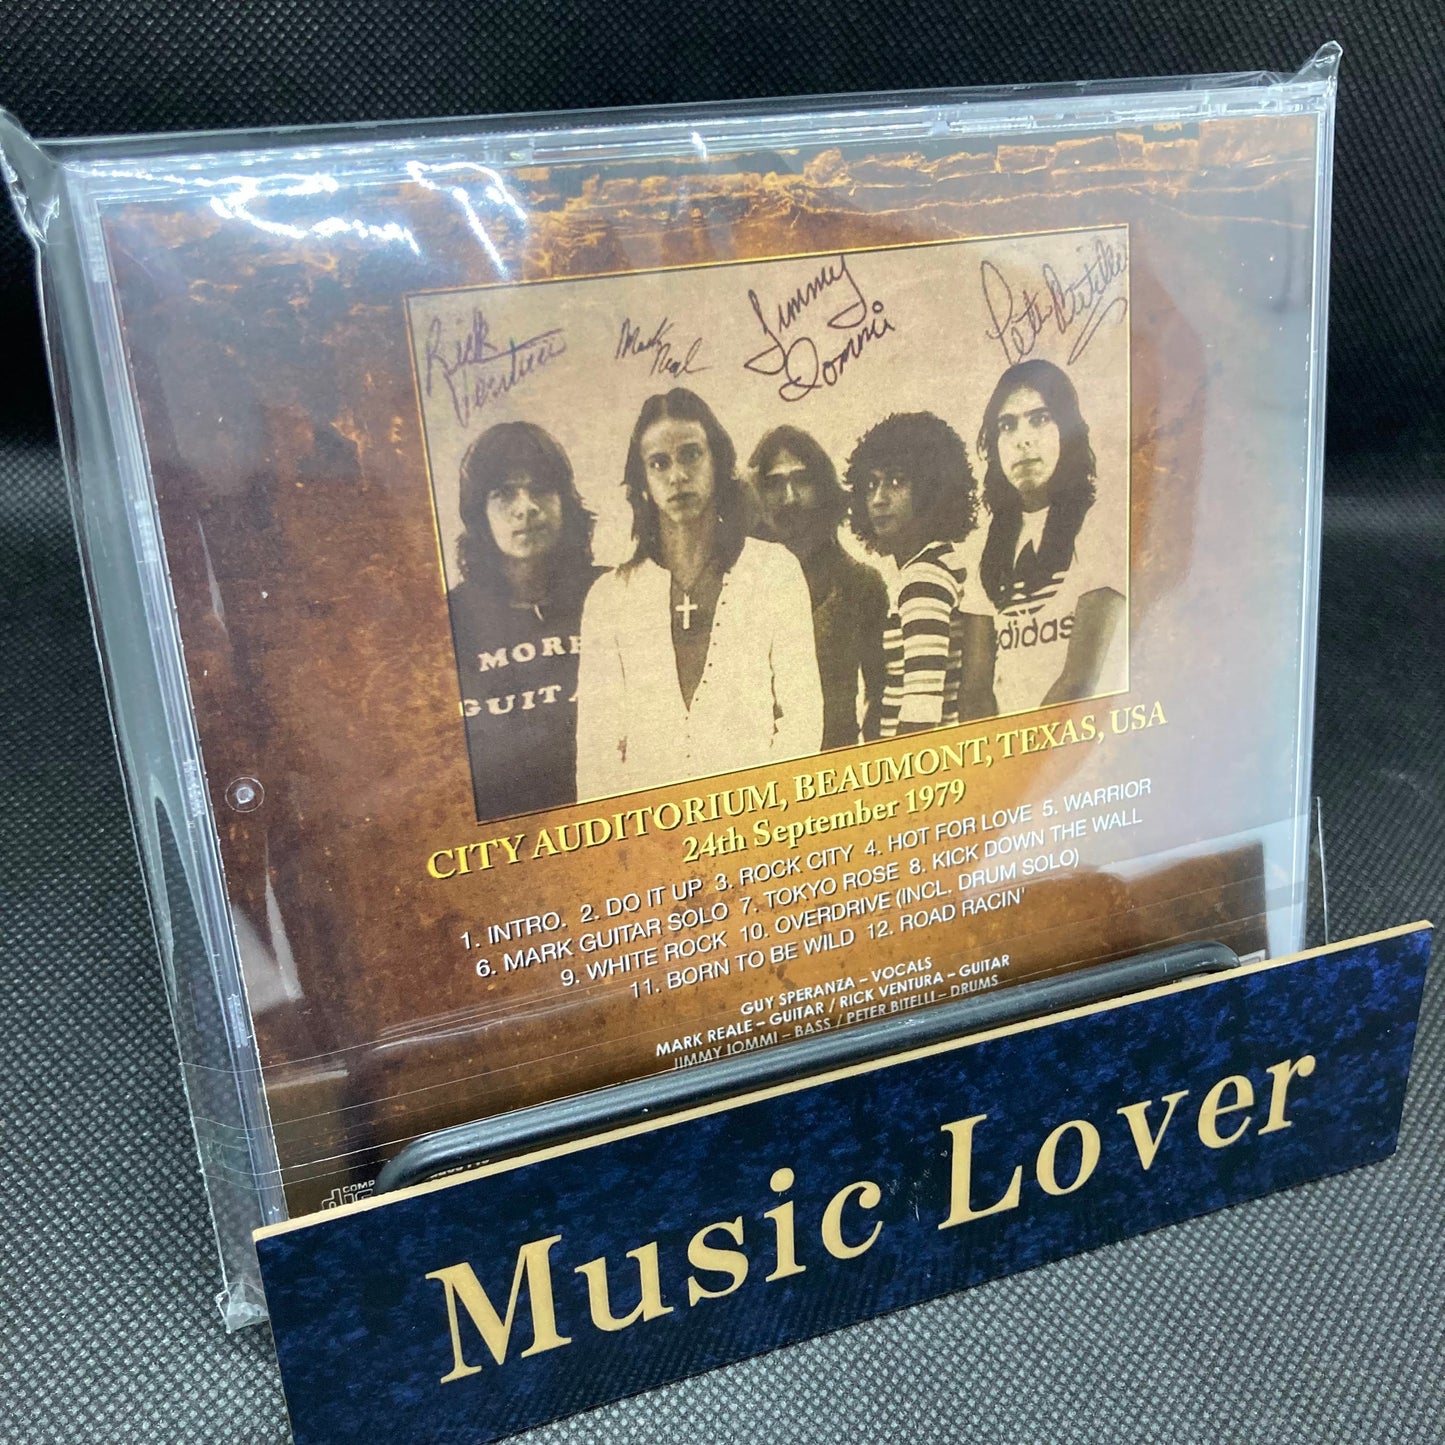 Rick Ventura
Mark Reale
Jimmy Iommi
Peter Bitelli
MORE
GUITA
adidas
CITY AUDITORIUM, BEAUMONT, TEXAS, USA
24th September 1979
1. INTRO. 2. DO IT UP 3. ROCK CITY 4. HOT FOR LOVE 5. WARRIOR
6. MARK GUITAR SOLO 7. TOKYO ROSE 8. KICK DOWN THE WALL
9. WHITE ROCK 10. OVERDRIVE (INCL. DRUM SOLO)
11. BORN TO BE WILD 12. ROAD RACIN'
GUY SPERANZA – VOCALS
MARK REALE – GUITAR / RICK VENTURA – GUITAR
JIMMY IOMMI – BASS / PETER BITELLI – DRUMS
COMP
Music Lover